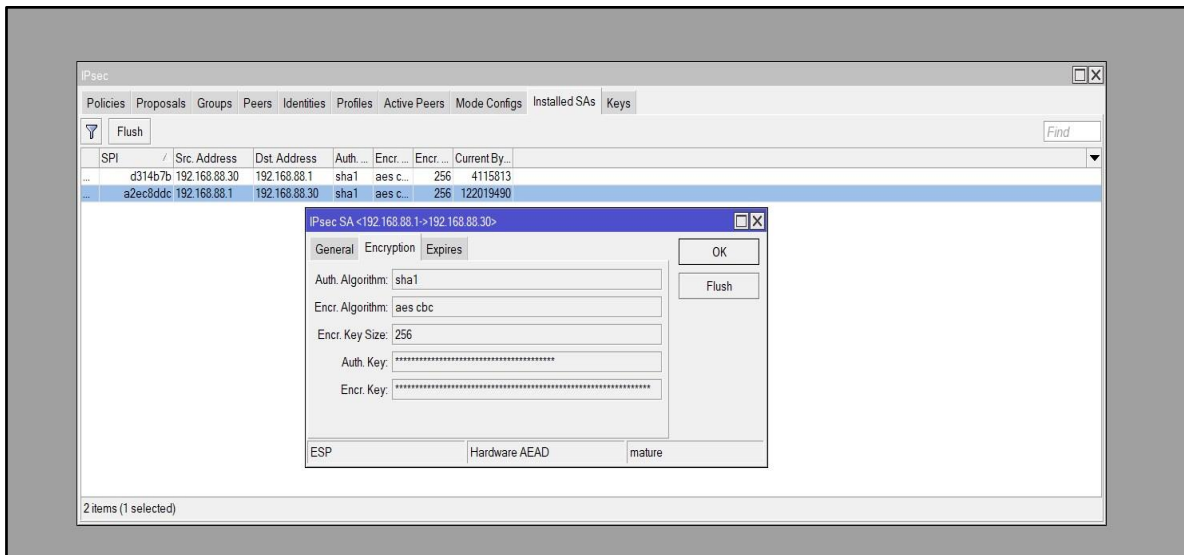 IPsec
Policies Proposals Groups Peers Identities Profiles Active Peers Mode Configs Installed SAs Keys
Flush Find
SPI / Src. Address Dst. Address Auth. ... Encr. ... Encr. ... Current By...
... d314b7b 192.168.88.30 192.168.88.1 sha1 aes c... 256 4115813
... a2ec8ddc 192.168.88.1 192.168.88.30 sha1 aes c... 256 122019490
IPsec SA <192.168.88.1->192.168.88.30>
General Encryption Expires
OK
Auth. Algorithm: sha1
Flush
Encr. Algorithm: aes cbc
Encr. Key Size: 256
Auth. Key: ****************************************
Encr. Key: ****************************************************************
ESP Hardware AEAD mature
2 items (1 selected)